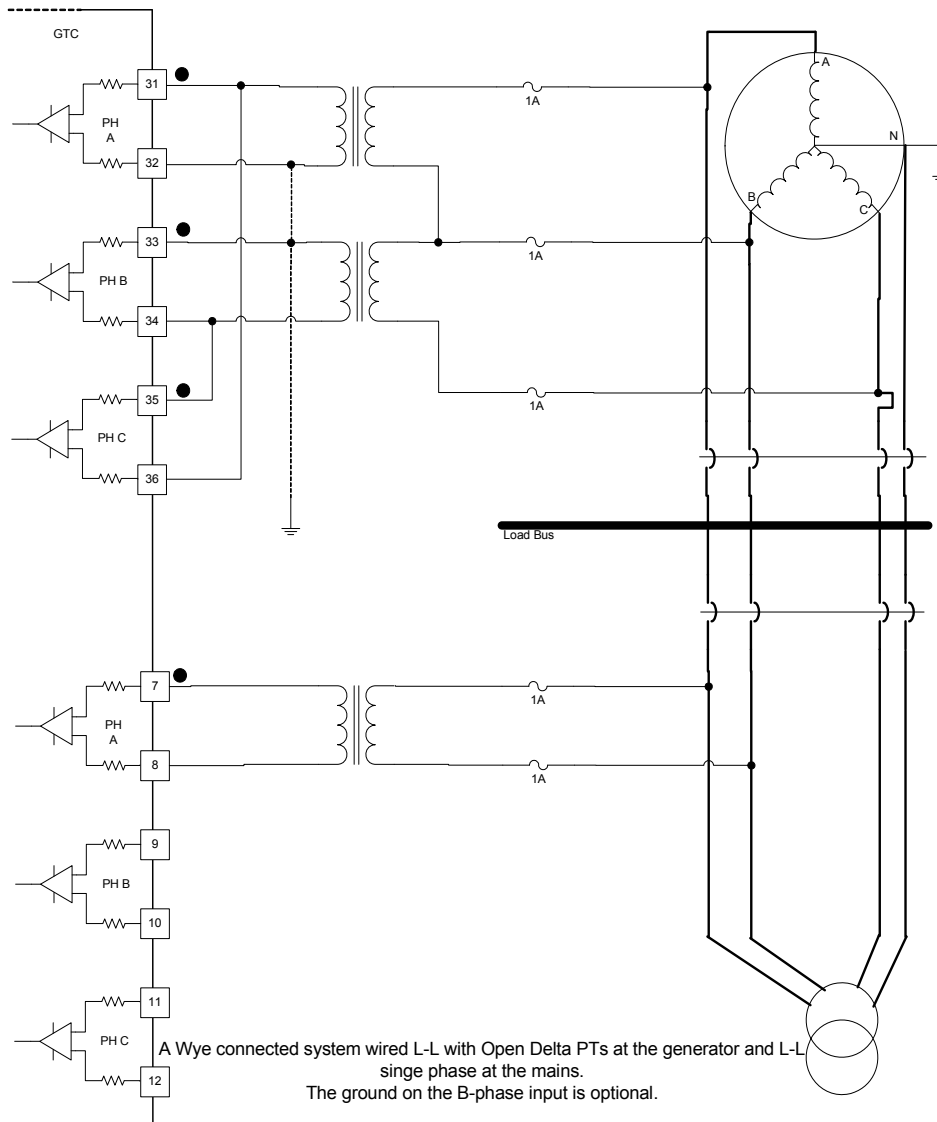 GTC
31
PH
A
32
1A
A
N
B
C
33
PH B
34
1A
35
PH C
36
1A
Load Bus
7
PH
A
8
1A
1A
9
PH B
10
11
PH C
12
A Wye connected system wired L-L with Open Delta PTs at the generator and L-L
singe phase at the mains.
The ground on the B-phase input is optional.